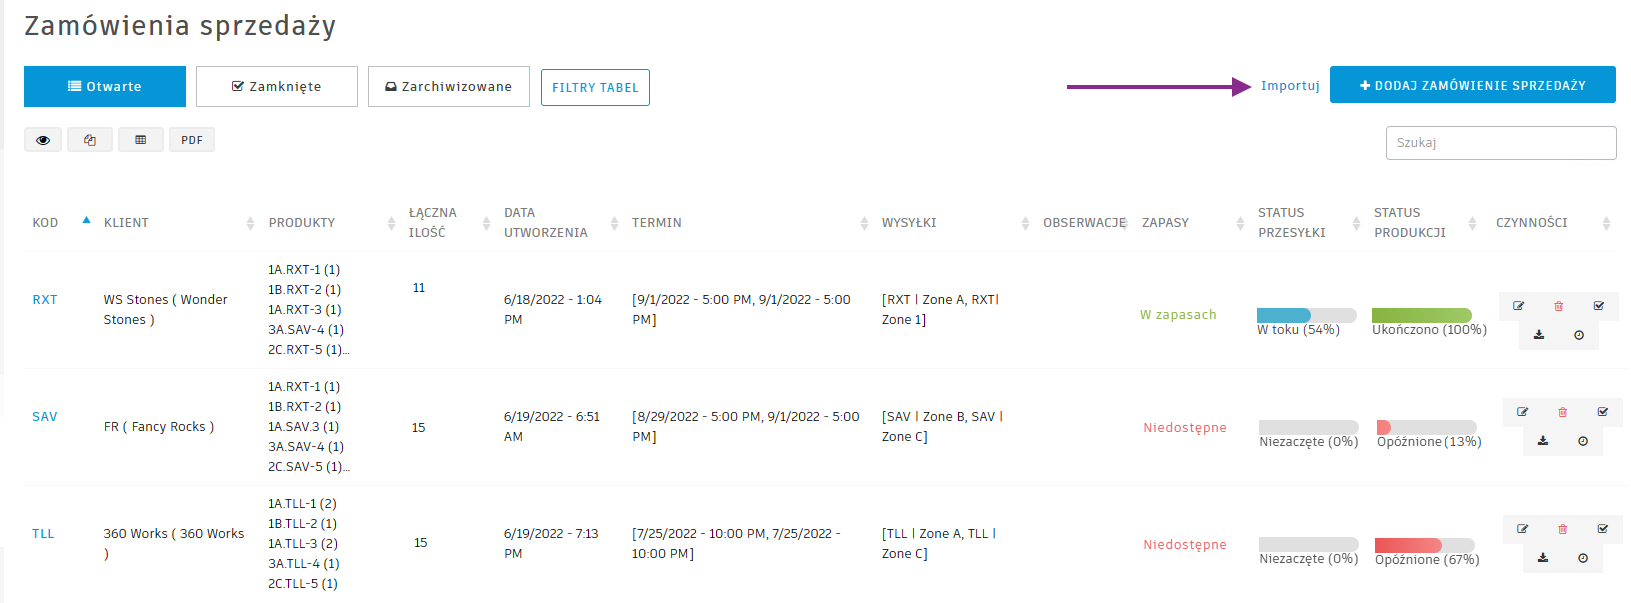 Zamówienia sprzedaży
Otwarte
Zamknięte
Zarchiwizowane
FILTRY TABEL
Importuj
DODAJ ZAMÓWIENIE SPRZEDAŻY
PDF
Szukaj
KOD
KLIENT
PRODUKTY
ŁĄCZNA
ILOŚĆ
DATA
UTWORZENIA
TERMIN
WYSYŁKI
OBSERWACJE
ZAPASY
STATUS
PRZESYŁKI
STATUS
PRODUKCJI
CZYNNOŚCI
RXT
WS Stones ( Wonder
Stones )
1A.RXT-1 (1)
1B.RXT-2 (1)
1A.RXT-3 (1)
3A.SAV-4 (1)
2C.RXT-5 (1)...
11
6/18/2022 - 1:04
PM
[9/1/2022 - 5:00 PM, 9/1/2022 - 5:00
PM]
[RXT | Zone A, RXT|
Zone 1]
W zapasach
W toku (54%)
Ukończono (100%)
SAV
FR ( Fancy Rocks )
1A.RXT-1 (1)
1B.RXT-2 (1)
1A.SAV.3 (1)
3A.SAV-4 (1)
2C.SAV-5 (1)...
15
6/19/2022 - 6:51
AM
[8/29/2022 - 5:00 PM, 9/1/2022 - 5:00
PM]
[SAV | Zone B, SAV |
Zone C]
Niedostępne
Niezaczęte (0%)
Opóźnione (13%)
TLL
360 Works ( 360 Works
)
1A.TLL-1 (2)
1B.TLL-2 (1)
1A.TLL-3 (2)
3A.TLL-4 (1)
2C.TLL-5 (1)
15
6/19/2022 - 7:13
PM
[7/25/2022 - 10:00 PM, 7/25/2022 -
10:00 PM]
[TLL | Zone A, TLL |
Zone C]
Niedostępne
Niezaczęte (0%)
Opóźnione (67%)